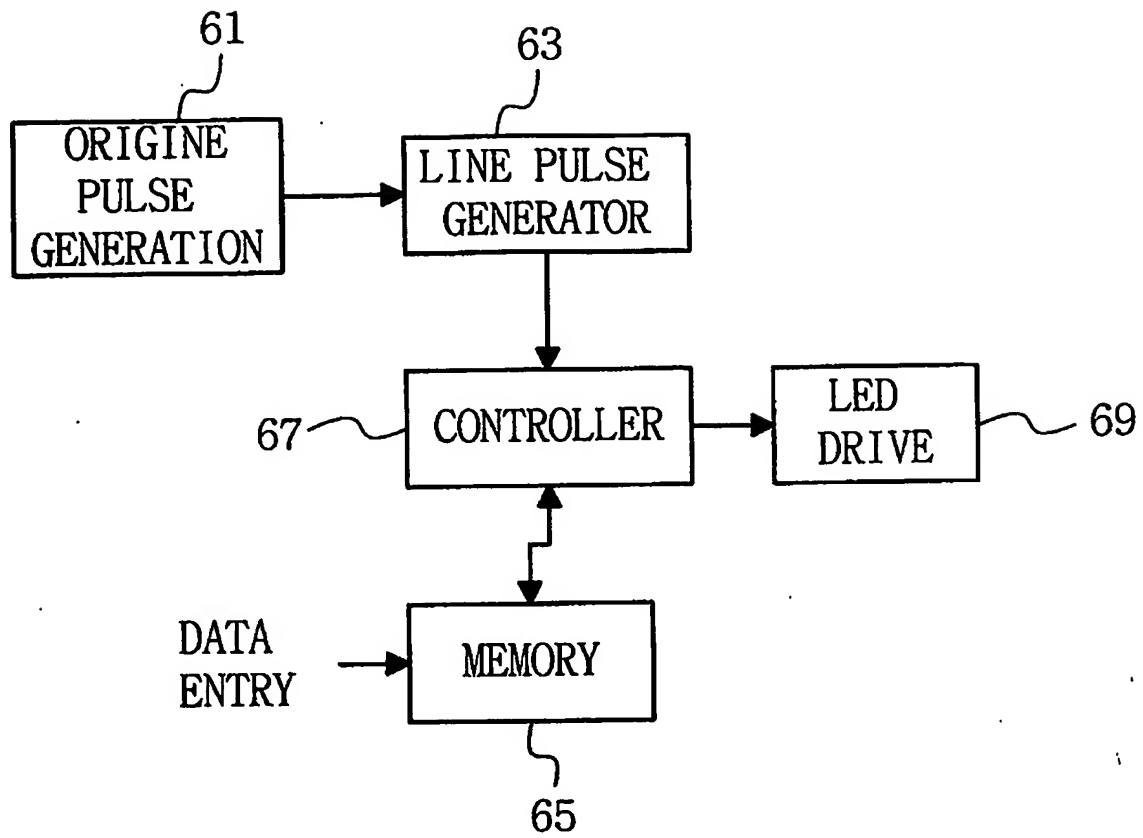 61
63
ORIGINE
PULSE
GENERATION
LINE PULSE
GENERATOR
67
CONTROLLER
LED
DRIVE
69
DATA
ENTRY
MEMORY
65